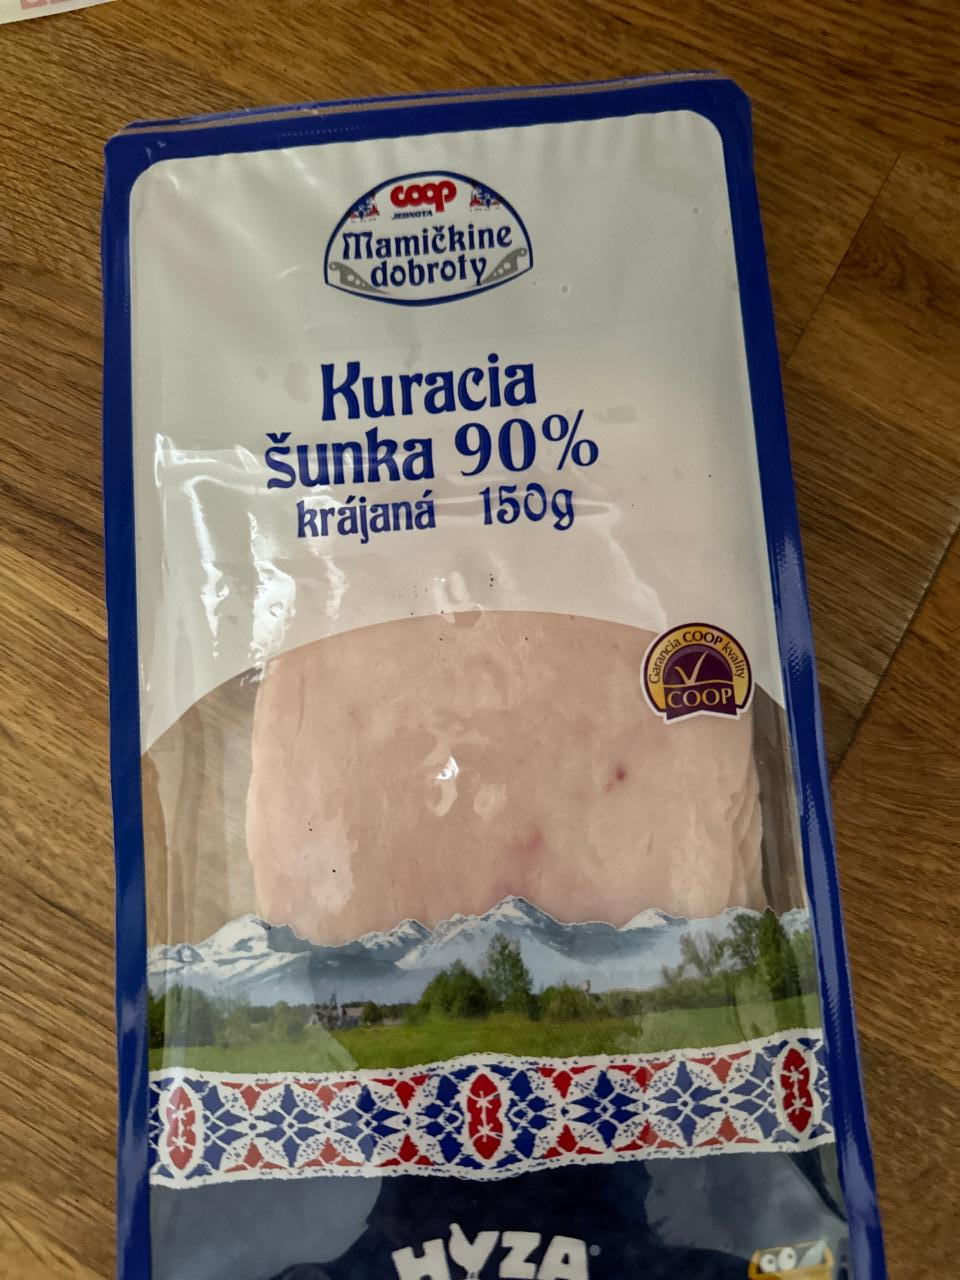 coop
JEDNOTA
Mamičkine
dobroty
Kuracia
šunka 90%
krájaná 150g
Garancia COOP kvality
COOP
HYZA®